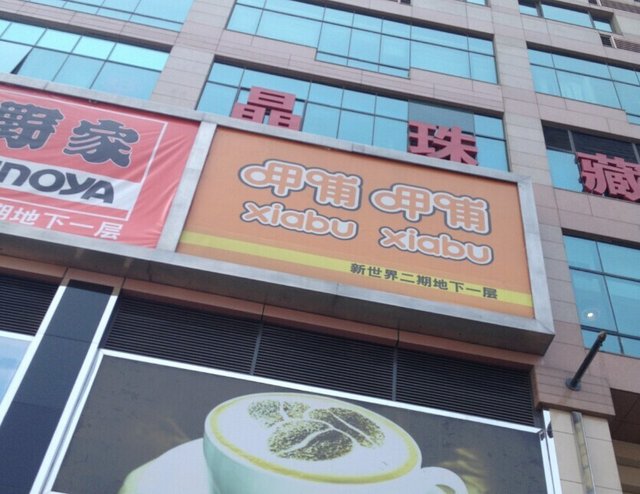 晶 珠 藏
家
NOYA
期地下一层
呷哺 呷哺
xiabu xiabu
新世界二期地下一层